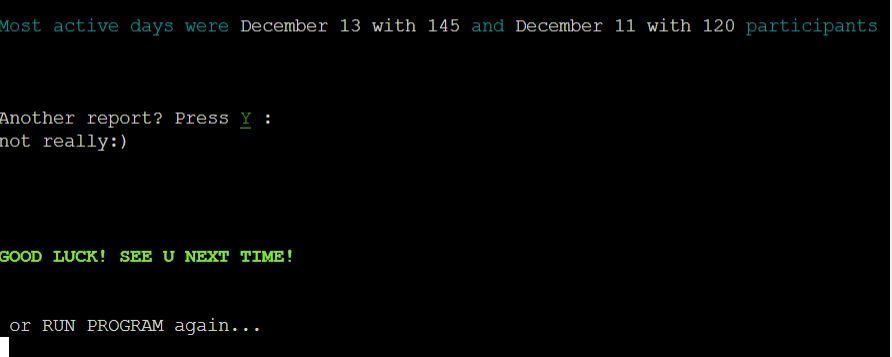 Most active days were December 13 with 145 and December 11 with 120 participants
Another report? Press Y :
not really:)
GOOD LUCK! SEE U NEXT TIME!
or RUN PROGRAM again...